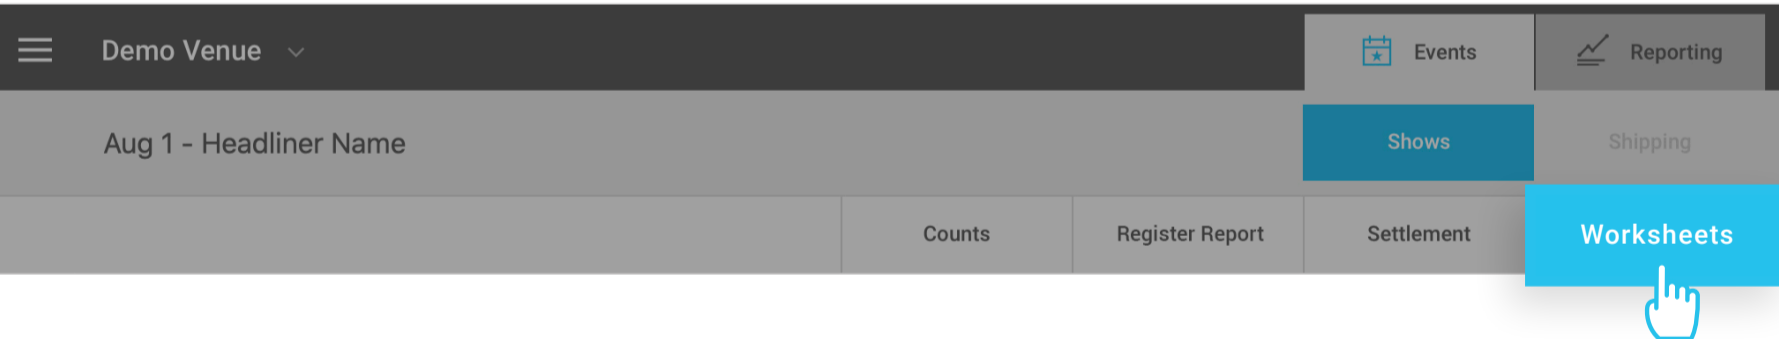 Demo Venue Events Reporting
Aug 1 - Headliner Name Shows Shipping
Counts Register Report Settlement Worksheets